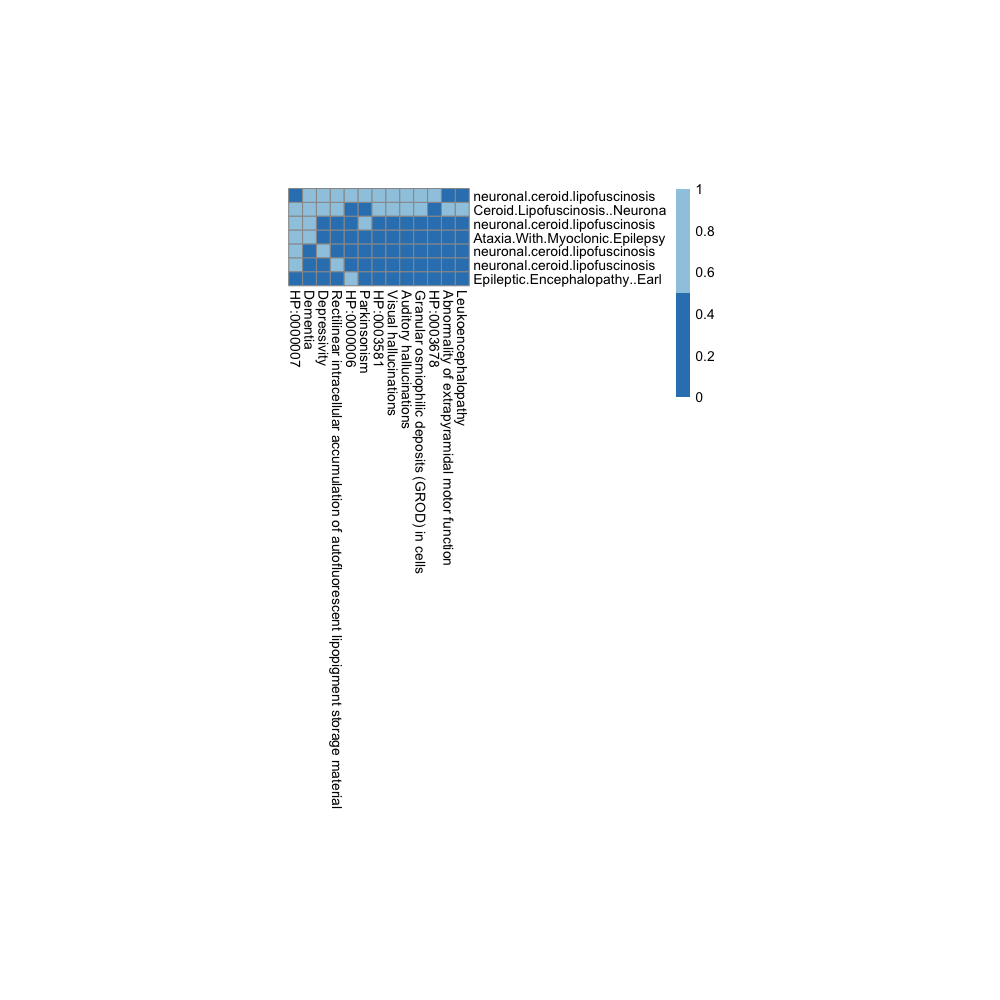 neuronal.ceroid.lipofuscinosis
Ceroid.Lipofuscinosis..Neurona
neuronal.ceroid.lipofuscinosis
Ataxia.With.Myoclonic.Epilepsy
neuronal.ceroid.lipofuscinosis
neuronal.ceroid.lipofuscinosis
Epileptic.Encephalopathy..Earl
HP:0000007
Dementia
Depressivity
Rectilinear intracellular accumulation of autofluorescent lipopigment storage material
HP:0000006
Parkinsonism
HP:0003581
Visual hallucinations
Auditory hallucinations
Granular osmiophilic deposits (GROD) in cells
HP:0003678
Abnormality of extrapyramidal motor function
Leukoencephalopathy
1
0.8
0.6
0.4
0.2
0